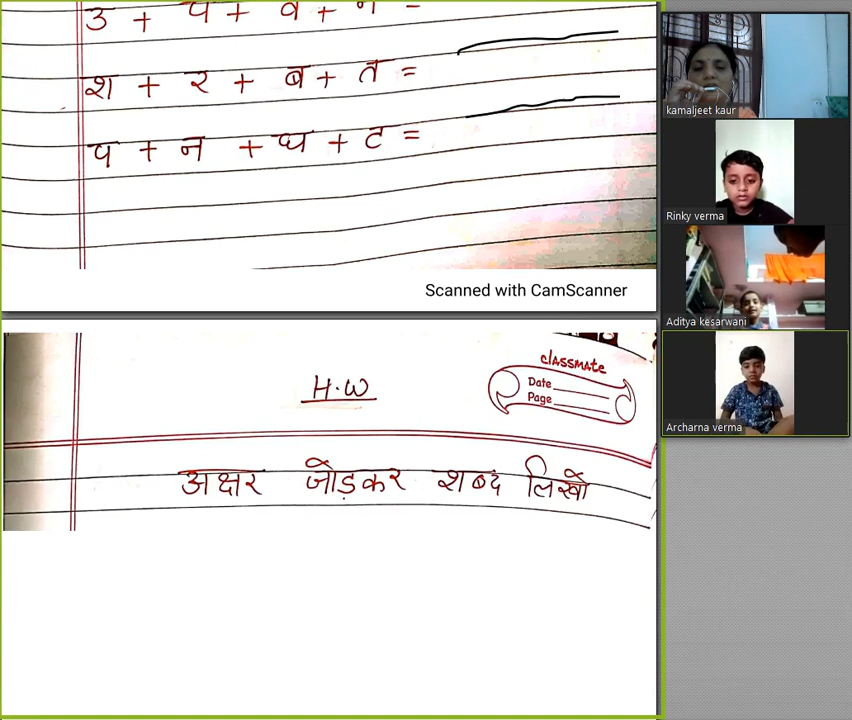 उ + प + व + न =
श + र + ब + त =
प + न + घ + ट =
Scanned with CamScanner
H.W
classmate
Date
Page
अक्षर जोड़कर शब्द लिखो
kamaljeet kaur
Rinky verma
Aditya kesarwani
Archarna verma